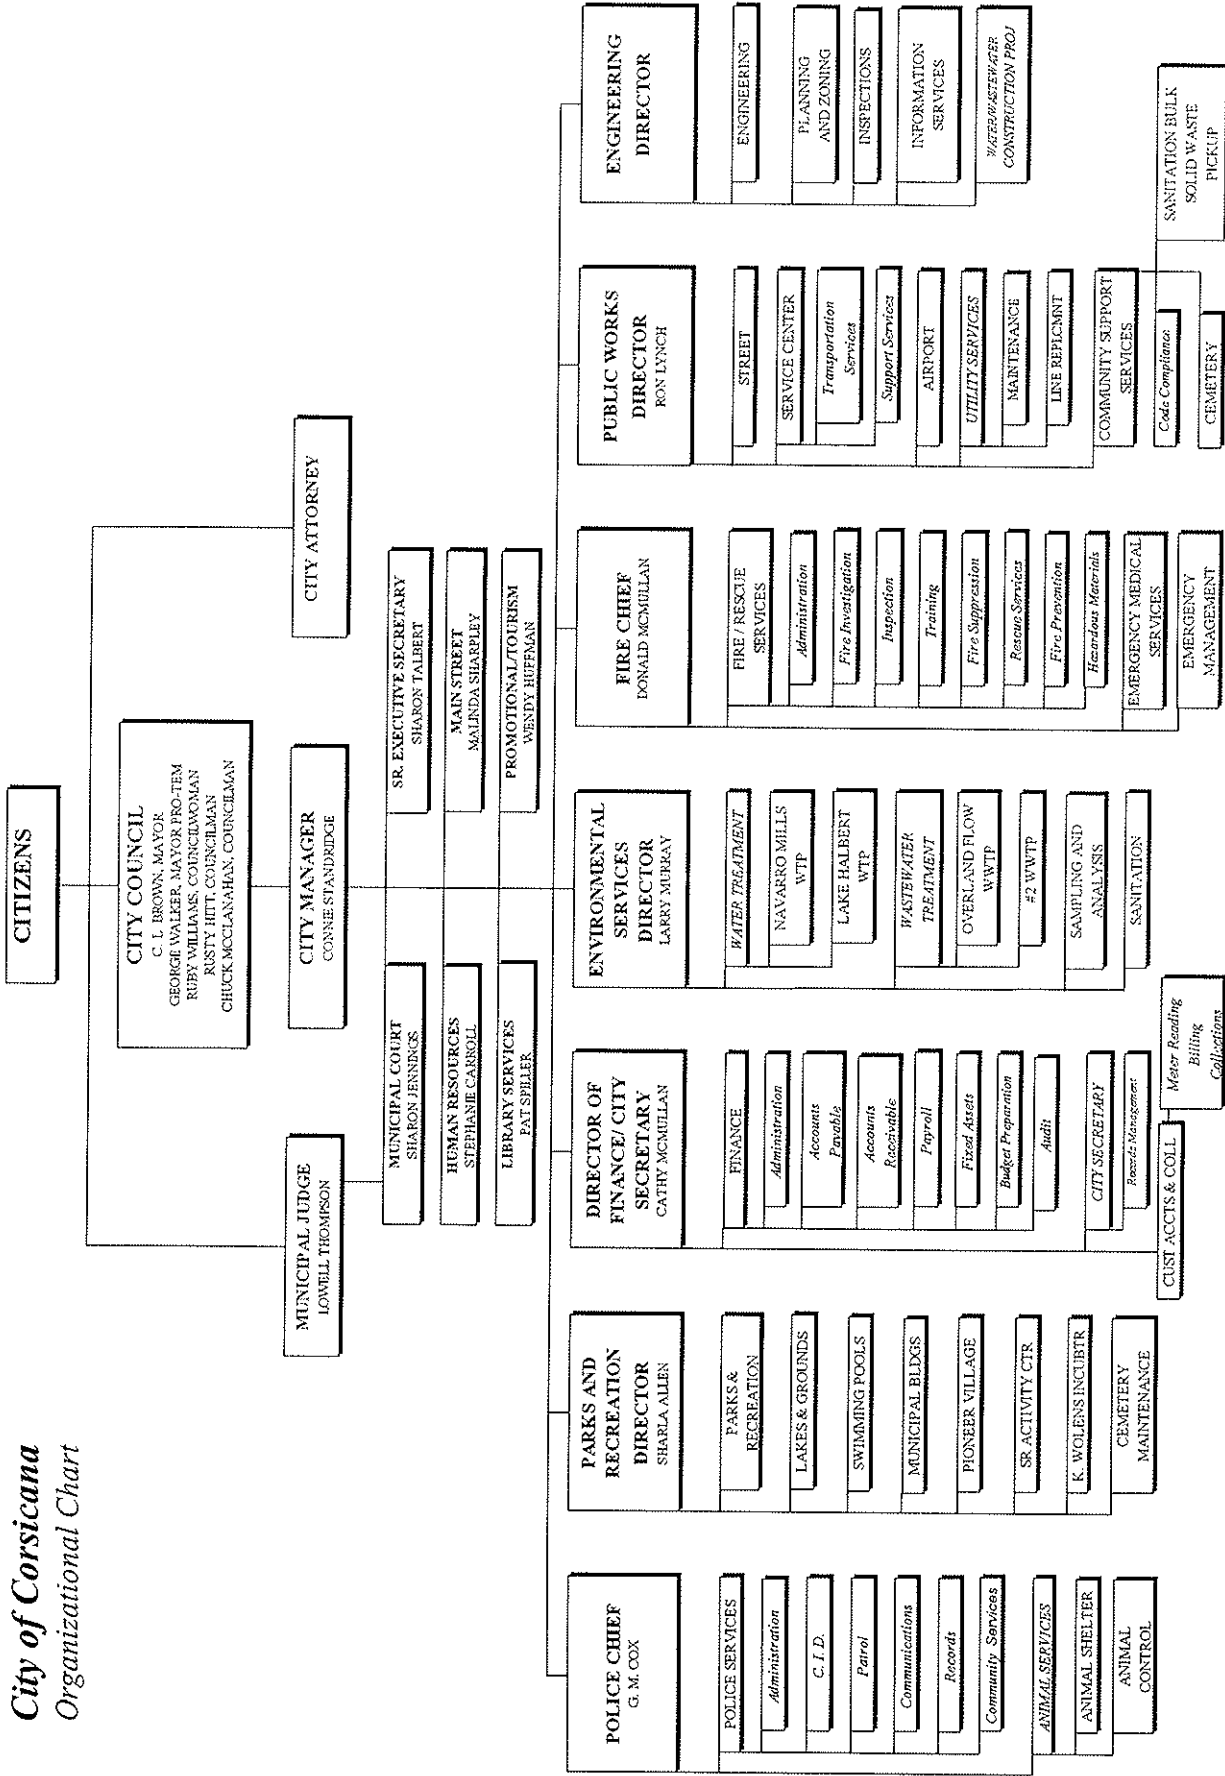 City of Corsicana
Organizational Chart
CITIZENS
CITY COUNCIL
C. L. BROWN, MAYOR
GEORGE WALKER, MAYOR PRO-TEM
RUBY WILLIAMS, COUNCILWOMAN
RUSTY HITT, COUNCILMAN
CHUCK MCCLANAHAN, COUNCILMAN
MUNICIPAL JUDGE
LOWELL THOMPSON
CITY MANAGER
CONNIE STANDRIDGE
CITY ATTORNEY
MUNICIPAL COURT
SHARON JENNINGS
SR. EXECUTIVE SECRETARY
SHARON TALBERT
HUMAN RESOURCES
STEPHANIE CARROLL
MAIN STREET
MALINDA SHARPLEY
LIBRARY SERVICES
PAT SPILLER
PROMOTIONAL/TOURISM
WENDY HUFFMAN
POLICE CHIEF
G. M. COX
POLICE SERVICES
Administration
C. I. D.
Patrol
Communications
Records
Community Services
ANIMAL SERVICES
ANIMAL SHELTER
ANIMAL
CONTROL
PARKS AND
RECREATION
DIRECTOR
SHARLA ALLEN
PARKS &
RECREATION
LAKES & GROUNDS
SWIMMING POOLS
MUNICIPAL BLDGS
PIONEER VILLAGE
SR ACTIVITY CTR
K. WOLENS INCUBTR
CEMETERY
MAINTENANCE
DIRECTOR OF
FINANCE/ CITY
SECRETARY
CATHY MCMULLAN
FINANCE
Administration
Accounts
Payable
Accounts
Receivable
Payroll
Fixed Assets
Budget Preparation
Audit
CITY SECRETARY
Records Management
CUST ACCTS & COLL
Meter Reading
Billing
Collections
ENVIRONMENTAL
SERVICES
DIRECTOR
LARRY MURRAY
WATER TREATMENT
NAVARRO MILLS
WTP
LAKE HALBERT
WTP
WASTEWATER
TREATMENT
OVERLAND FLOW
WWTP
#2 WWTP
SAMPLING AND
ANALYSIS
SANITATION
FIRE CHIEF
DONALD MCMULLAN
FIRE / RESCUE
SERVICES
Administration
Fire Investigation
Inspection
Training
Fire Suppression
Rescue Services
Fire Prevention
Hazardous Materials
EMERGENCY MEDICAL
SERVICES
EMERGENCY
MANAGEMENT
PUBLIC WORKS
DIRECTOR
RON LYNCH
STREET
SERVICE CENTER
Transportation
Services
Support Services
AIRPORT
UTILITY SERVICES
MAINTENANCE
LINE REPLCMNT
COMMUNITY SUPPORT
SERVICES
Code Compliance
CEMETERY
SANITATION BULK
SOLID WASTE
PICKUP
ENGINEERING
DIRECTOR
ENGINEERING
PLANNING
AND ZONING
INSPECTIONS
INFORMATION
SERVICES
WATER/WASTEWATER
CONSTRUCTION PROJ